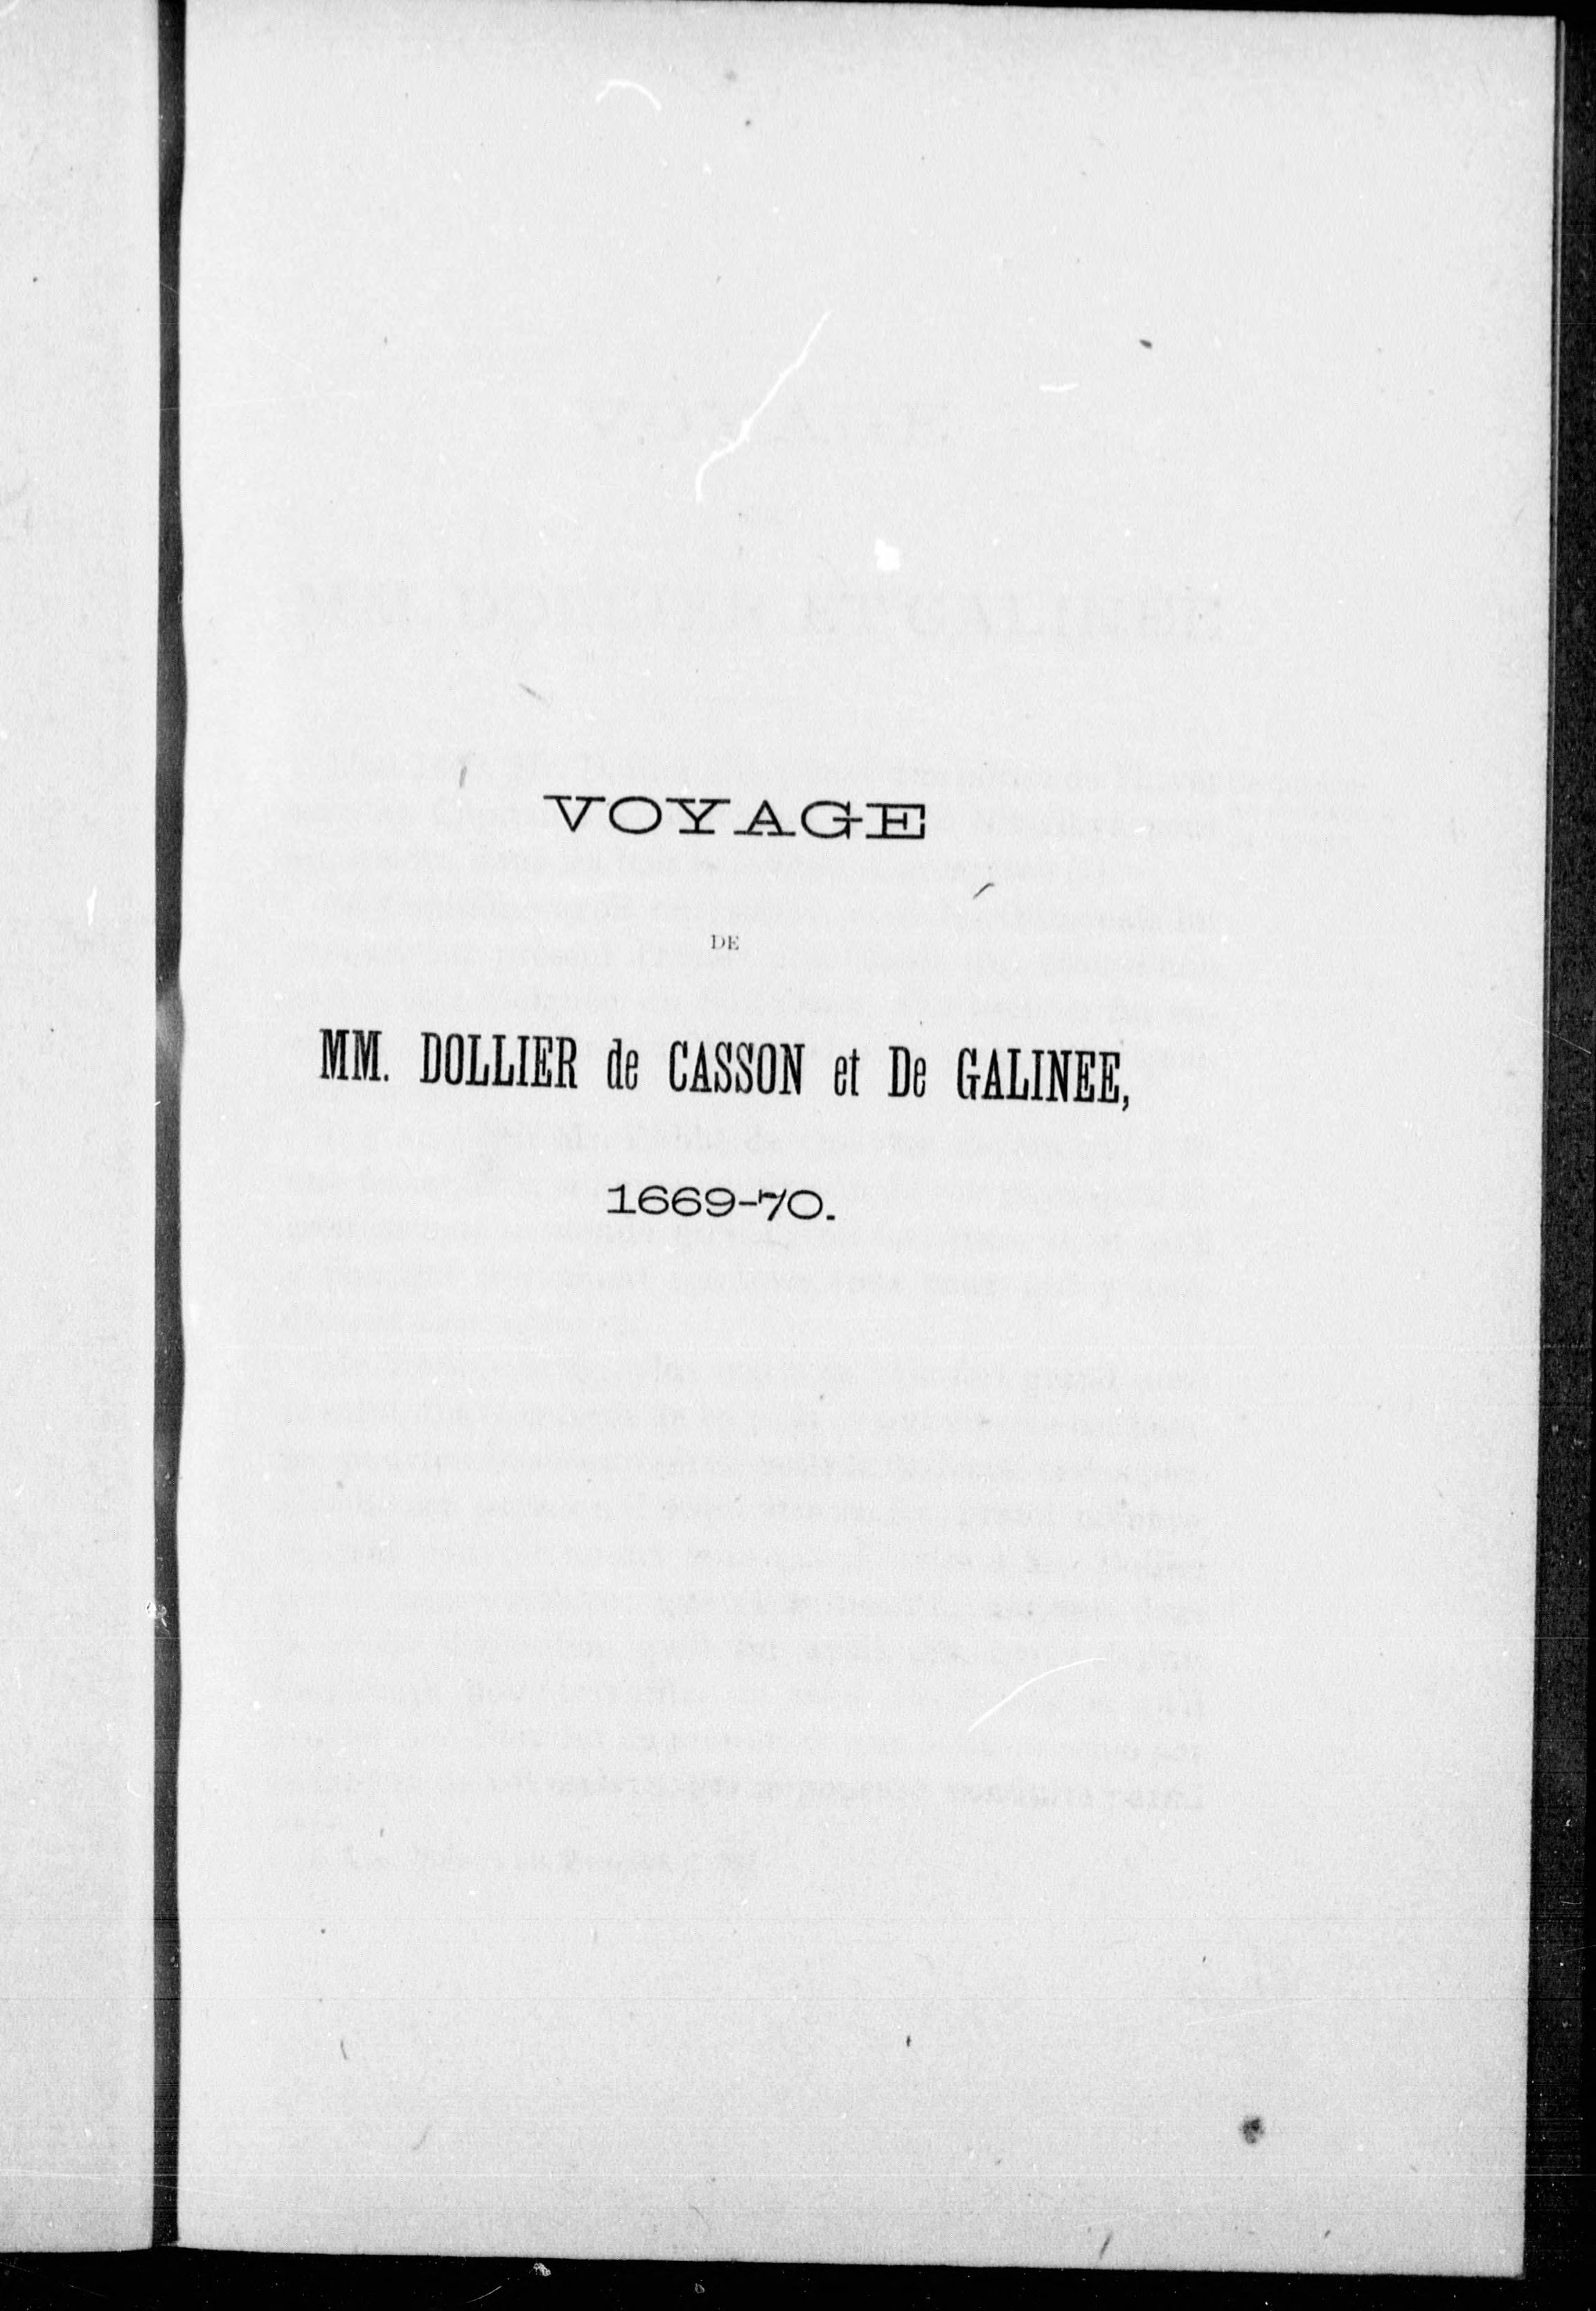 VOYAGE
DE
MM. DOLLIER de CASSON et De GALINEE,
1669-70.